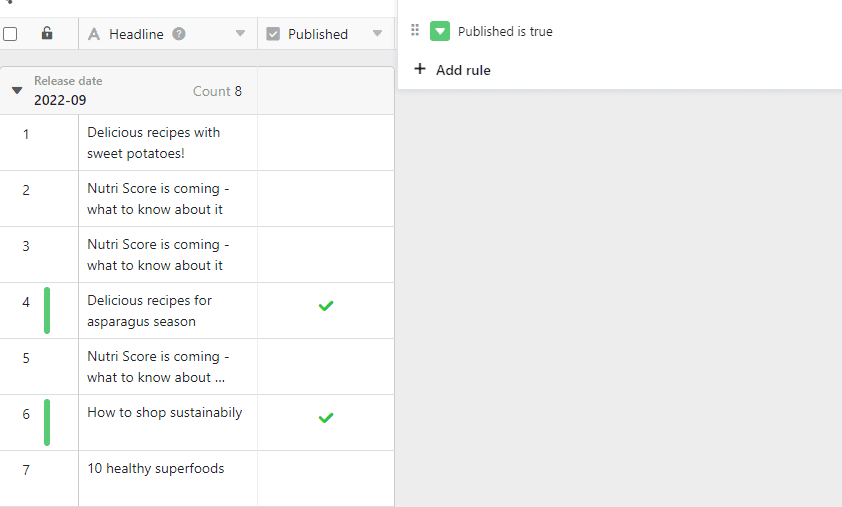 Headline
Published
Published is true
Add rule
Release date
2022-09
Count 8
1
Delicious recipes with
sweet potatoes!
2
Nutri Score is coming -
what to know about it
3
Nutri Score is coming -
what to know about it
4
Delicious recipes for
asparagus season
5
Nutri Score is coming -
what to know about ...
6
How to shop sustainabily
7
10 healthy superfoods